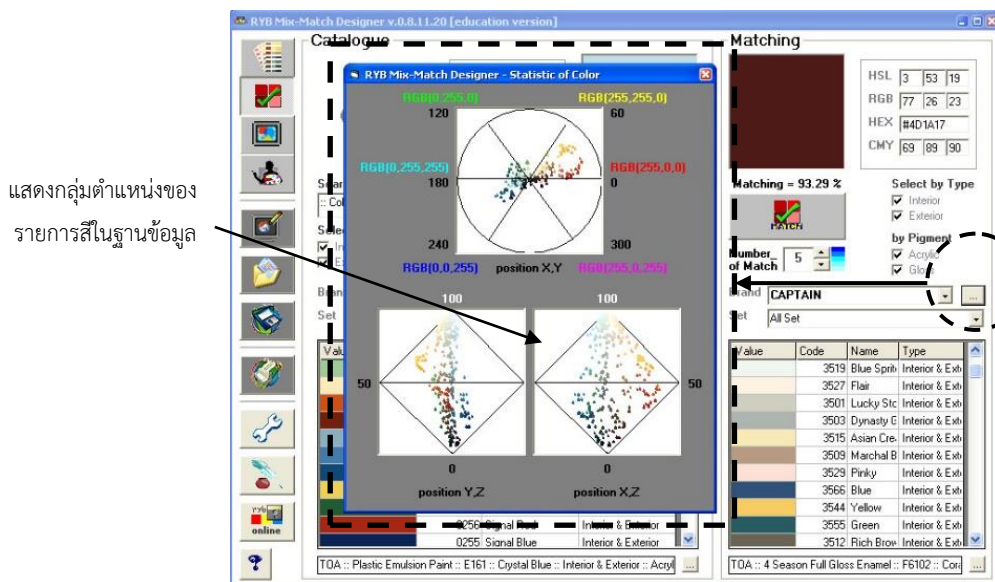 RYB Mix-Match Designer v.0.8.11.20 [education version]
Catalogue
Matching
RYB Mix-Match Designer - Statistic of Color
RGB(0,255,0)
RGB(255,255,0)
120
60
RGB(0,255,255)
RGB(255,0,0)
180
0
240
300
RGB(0,0,255)
position X,Y
RGB(255,0,255)
100
100
50
50
0
0
position Y,Z
position X,Z
แสดงกลุ่มตำแหน่งของ
รายการสีในฐานข้อมูล
HSL 3 53 19
RGB 77 26 23
HEX #4D1A17
CMY 69 89 90
Matching = 93.29 %
Select by Type
Interior
Exterior
MATCH
by Pigment
Number_
of Match 5
Acrylic
Gloss
Brand CAPTAIN ...
Set All Set
Value Code Name Type
3519 Blue Sprit Interior & Ext
3527 Flair Interior & Ext
3501 Lucky Sto Interior & Ext
3503 Dynasty G Interior & Ext
3515 Asian Cre Interior & Ext
3509 Marchal B Interior & Ext
3529 Pinky Interior & Ext
3566 Blue Interior & Ext
3544 Yellow Interior & Ext
3555 Green Interior & Ext
3512 Rich Brow Interior & Ext
Set
0256 Signal Red Interior & Exterior
0255 Signal Blue Interior & Exterior
online
?
TOA :: Plastic Emulsion Paint :: E161 :: Crystal Blue :: Interior & Exterior :: Acryl ...
TOA :: 4 Season Full Gloss Enamel :: F6102 :: Cora ...